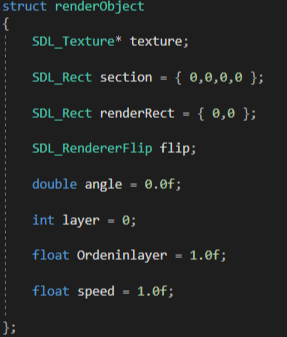 struct renderObject
{
SDL_Texture* texture;
SDL_Rect section = { 0,0,0,0 };
SDL_Rect renderRect = { 0,0 };
SDL_RendererFlip flip;
double angle = 0.0f;
int layer = 0;
float Ordeninlayer = 1.0f;
float speed = 1.0f;
};